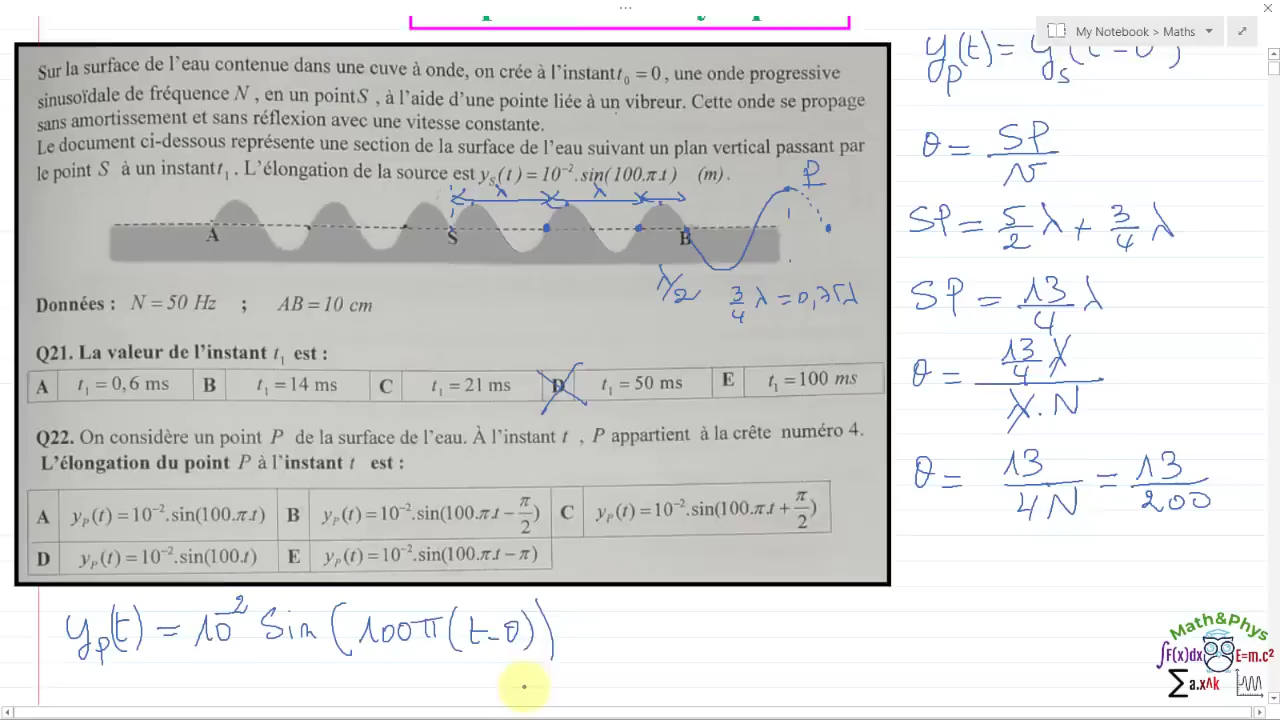 My Notebook > Maths
y_p(t) = y_s(t-θ)
Sur la surface de l'eau contenue dans une cuve à onde, on crée à l'instant t₀ = 0, une onde progressive
sinusoïdale de fréquence N, en un point S, à l'aide d'une pointe liée à un vibreur. Cette onde se propage
sans amortissement et sans réflexion avec une vitesse constante.
Le document ci-dessous représente une section de la surface de l'eau suivant un plan vertical passant par
le point S à un instant t₁. L'élongation de la source est y_S(t) = 10⁻².sin(100.π.t) (m).
λ λ P
A S B
λ/2 3/4 λ = 0,75λ
Données : N = 50 Hz ; AB = 10 cm
Q21. La valeur de l'instant t₁ est :
A t₁ = 0,6 ms B t₁ = 14 ms C t₁ = 21 ms D t₁ = 50 ms E t₁ = 100 ms
Q22. On considère un point P de la surface de l'eau. À l'instant t, P appartient à la crête numéro 4.
L'élongation du point P à l'instant t est :
A y_P(t) = 10⁻².sin(100.π.t) B y_P(t) = 10⁻².sin(100.π.t - π/2) C y_P(t) = 10⁻².sin(100.π.t + π/2)
D y_P(t) = 10⁻².sin(100.t) E y_P(t) = 10⁻².sin(100.π.t - π)
θ = SP/v
SP = 5/2 λ + 3/4 λ
SP = 13/4 λ
θ = 13/4 λ / λ.N
θ = 13/4N = 13/200
y_p(t) = 10⁻² Sin(100π(t-θ))
Math&Phys
∫F(x)dx E=m.c²
∑ a.x∧k